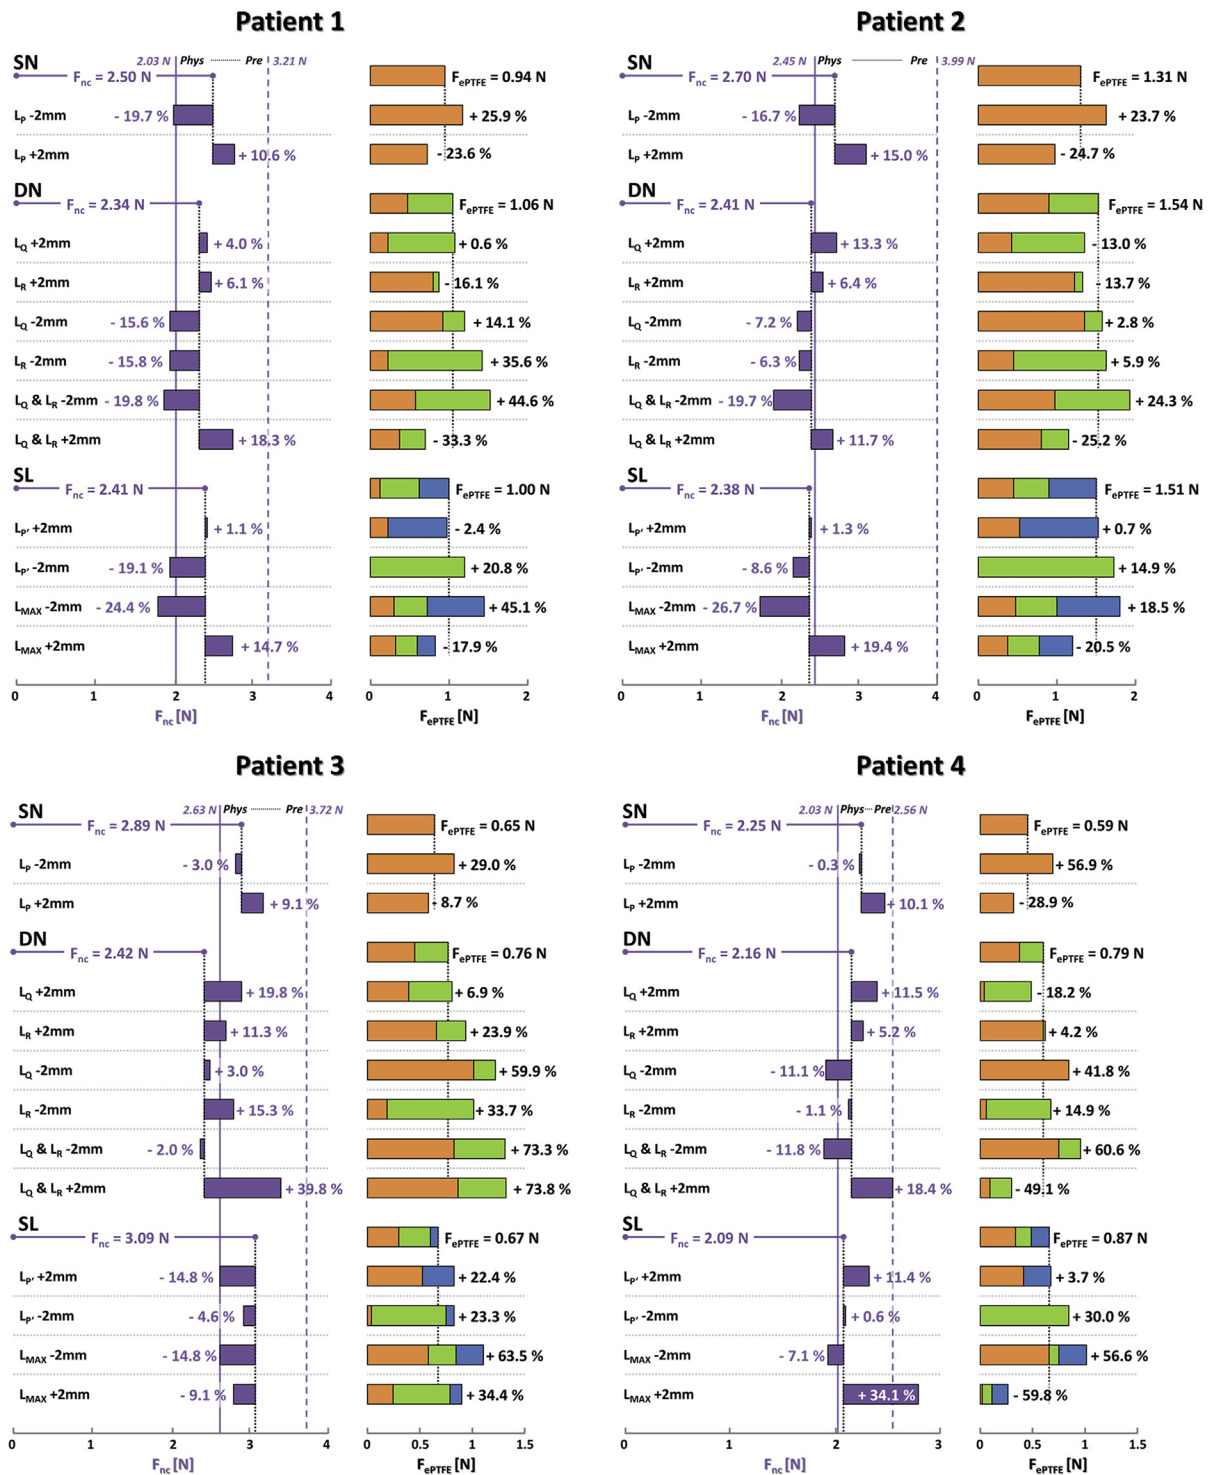 Patient 1
2.03 N Phys Pre 3.21 N
SN
Fnc = 2.50 N FePTFE = 0.94 N
LP -2mm - 19.7 % + 25.9 %
LP +2mm + 10.6 % - 23.6 %
DN
Fnc = 2.34 N FePTFE = 1.06 N
LQ +2mm + 4.0 % + 0.6 %
LR +2mm + 6.1 % - 16.1 %
LQ -2mm - 15.6 % + 14.1 %
LR -2mm - 15.8 % + 35.6 %
LQ & LR -2mm - 19.8 % + 44.6 %
LQ & LR +2mm + 18.3 % - 33.3 %
SL
Fnc = 2.41 N FePTFE = 1.00 N
LP' +2mm + 1.1 % - 2.4 %
LP' -2mm - 19.1 % + 20.8 %
LMAX -2mm - 24.4 % + 45.1 %
LMAX +2mm + 14.7 % - 17.9 %
0 1 2 3 4 0 1 2
Fnc [N] FePTFE [N]
Patient 2
2.45 N Phys Pre 3.99 N
SN
Fnc = 2.70 N FePTFE = 1.31 N
LP -2mm - 16.7 % + 23.7 %
LP +2mm + 15.0 % - 24.7 %
DN
Fnc = 2.41 N FePTFE = 1.54 N
LQ +2mm + 13.3 % - 13.0 %
LR +2mm + 6.4 % - 13.7 %
LQ -2mm - 7.2 % + 2.8 %
LR -2mm - 6.3 % + 5.9 %
LQ & LR -2mm - 19.7 % + 24.3 %
LQ & LR +2mm + 11.7 % - 25.2 %
SL
Fnc = 2.38 N FePTFE = 1.51 N
LP' +2mm + 1.3 % + 0.7 %
LP' -2mm - 8.6 % + 14.9 %
LMAX -2mm - 26.7 % + 18.5 %
LMAX +2mm + 19.4 % - 20.5 %
0 1 2 3 4 0 1 2
Fnc [N] FePTFE [N]
Patient 3
2.63 N Phys Pre 3.72 N
SN
Fnc = 2.89 N FePTFE = 0.65 N
LP -2mm - 3.0 % + 29.0 %
LP +2mm + 9.1 % - 8.7 %
DN
Fnc = 2.42 N FePTFE = 0.76 N
LQ +2mm + 19.8 % + 6.9 %
LR +2mm + 11.3 % + 23.9 %
LQ -2mm + 3.0 % + 59.9 %
LR -2mm + 15.3 % + 33.7 %
LQ & LR -2mm - 2.0 % + 73.3 %
LQ & LR +2mm + 39.8 % + 73.8 %
SL
Fnc = 3.09 N FePTFE = 0.67 N
LP' +2mm - 14.8 % + 22.4 %
LP' -2mm - 4.6 % + 23.3 %
LMAX -2mm - 14.8 % + 63.5 %
LMAX +2mm - 9.1 % + 34.4 %
0 1 2 3 4 0 0.5 1 1.5
Fnc [N] FePTFE [N]
Patient 4
2.03 N Phys Pre 2.56 N
SN
Fnc = 2.25 N FePTFE = 0.59 N
LP -2mm - 0.3 % + 56.9 %
LP +2mm + 10.1 % - 28.9 %
DN
Fnc = 2.16 N FePTFE = 0.79 N
LQ +2mm + 11.5 % - 18.2 %
LR +2mm + 5.2 % + 4.2 %
LQ -2mm - 11.1 % + 41.8 %
LR -2mm - 1.1 % + 14.9 %
LQ & LR -2mm - 11.8 % + 60.6 %
LQ & LR +2mm + 18.4 % - 49.1 %
SL
Fnc = 2.09 N FePTFE = 0.87 N
LP' +2mm + 11.4 % + 3.7 %
LP' -2mm + 0.6 % + 30.0 %
LMAX -2mm - 7.1 % + 56.6 %
LMAX +2mm + 34.1 % - 59.8 %
0 1 2 3 0 0.5 1 1.5
Fnc [N] FePTFE [N]